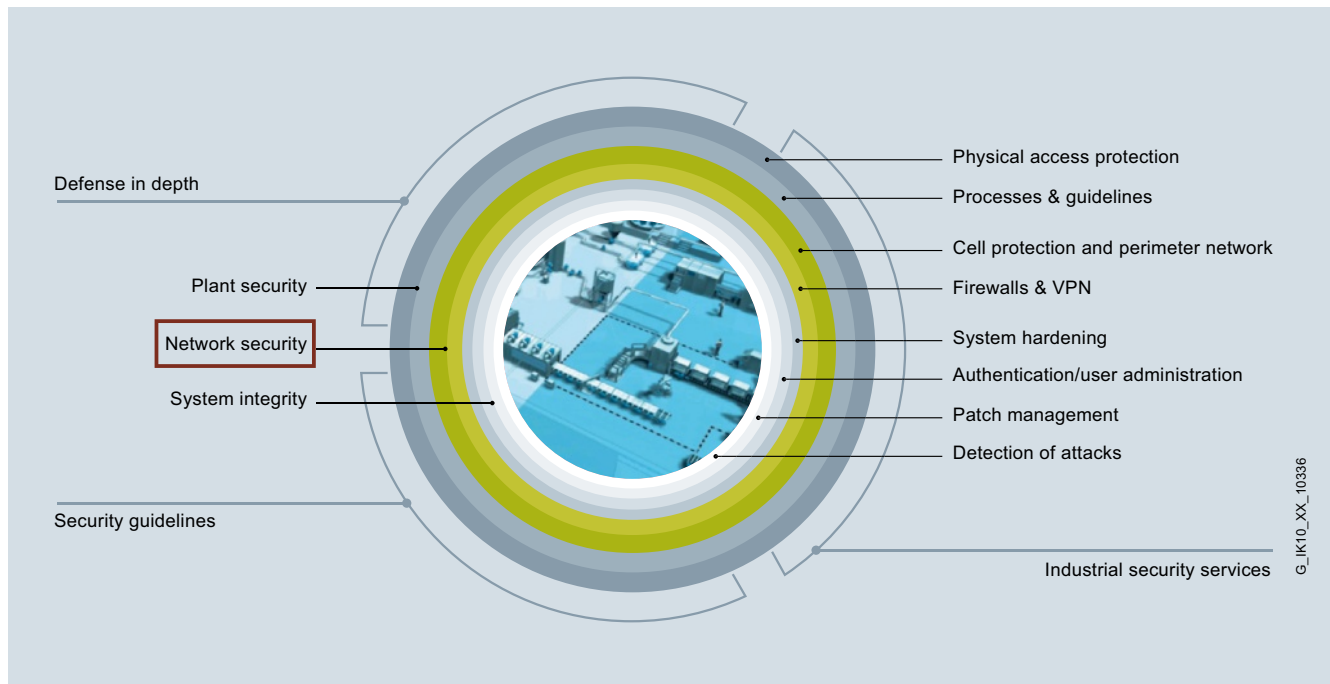 Defense in depth
Plant security
Network security
System integrity
Security guidelines
Physical access protection
Processes & guidelines
Cell protection and perimeter network
Firewalls & VPN
System hardening
Authentication/user administration
Patch management
Detection of attacks
Industrial security services
G_IK10_XX_10336